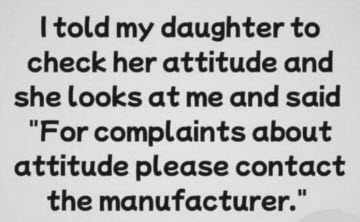 I told my daughter to
check her attitude and
she looks at me and said
"For complaints about
attitude please contact
the manufacturer."